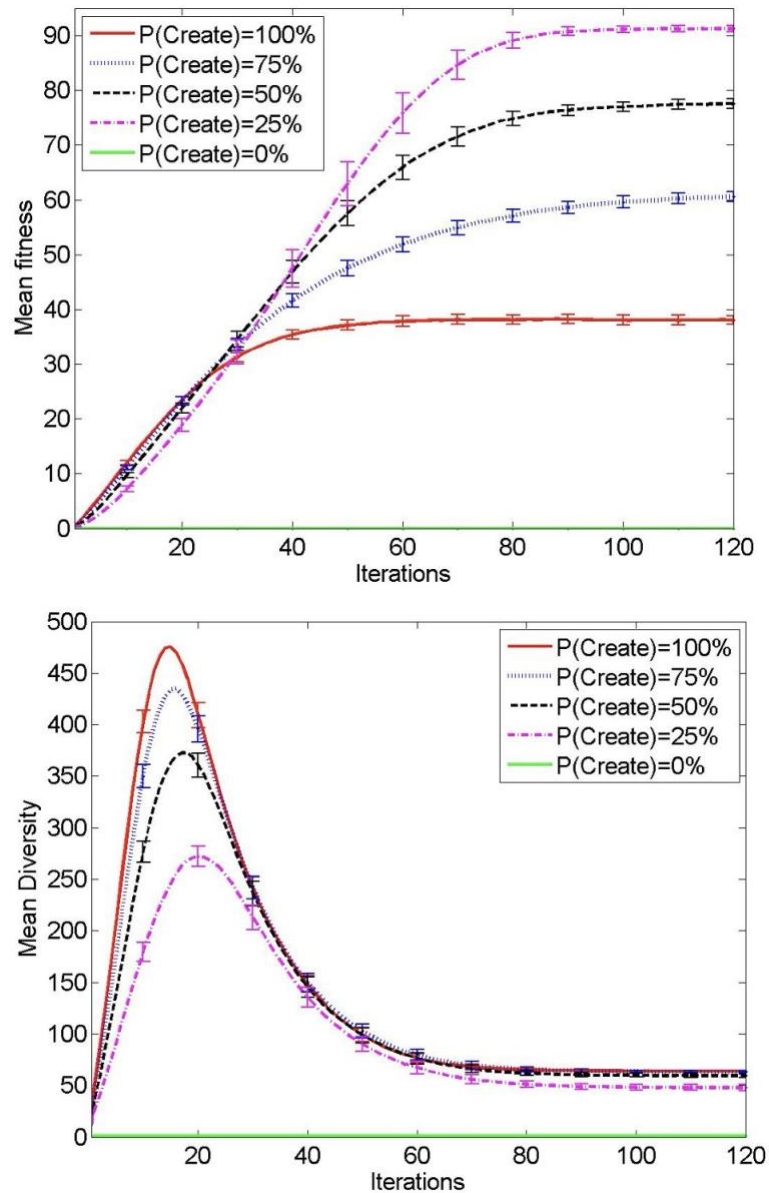 90
80
70
60
50
40
30
20
10
0
Mean fitness
P(Create)=100%
P(Create)=75%
P(Create)=50%
P(Create)=25%
P(Create)=0%
20 40 60 80 100 120
Iterations
500
450
400
350
300
250
200
150
100
50
0
Mean Diversity
P(Create)=100%
P(Create)=75%
P(Create)=50%
P(Create)=25%
P(Create)=0%
20 40 60 80 100 120
Iterations